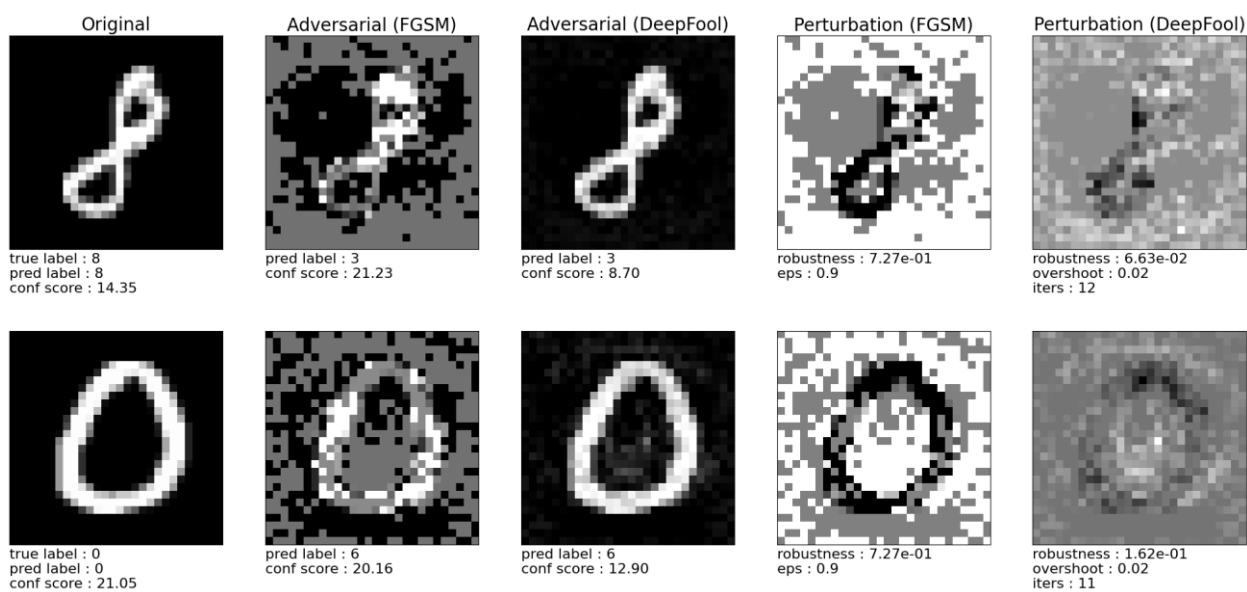 Original
Adversarial (FGSM)
Adversarial (DeepFool)
Perturbation (FGSM)
Perturbation (DeepFool)
true label : 8
pred label : 8
conf score : 14.35
pred label : 3
conf score : 21.23
pred label : 3
conf score : 8.70
robustness : 7.27e-01
eps : 0.9
robustness : 6.63e-02
overshoot : 0.02
iters : 12
true label : 0
pred label : 0
conf score : 21.05
pred label : 6
conf score : 20.16
pred label : 6
conf score : 12.90
robustness : 7.27e-01
eps : 0.9
robustness : 1.62e-01
overshoot : 0.02
iters : 11